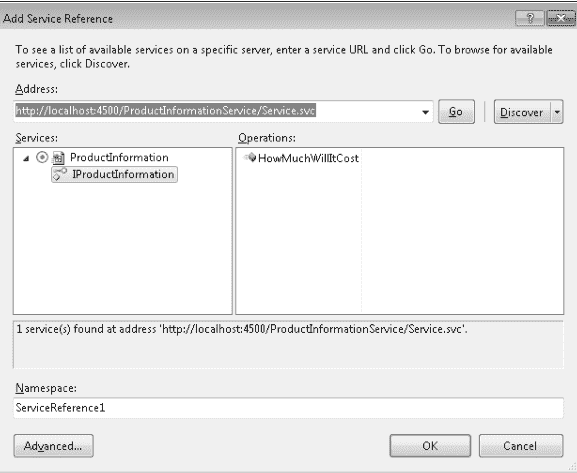 Add Service Reference
?
To see a list of available services on a specific server, enter a service URL and click Go. To browse for available
services, click Discover.
Address:
http://localhost:4500/ProductInformationService/Service.svc
Go
Discover
Services:
Operations:
ProductInformation
HowMuchWillItCost
IProductInformation
1 service(s) found at address 'http://localhost:4500/ProductInformationService/Service.svc'.
Namespace:
ServiceReference1
Advanced...
OK
Cancel